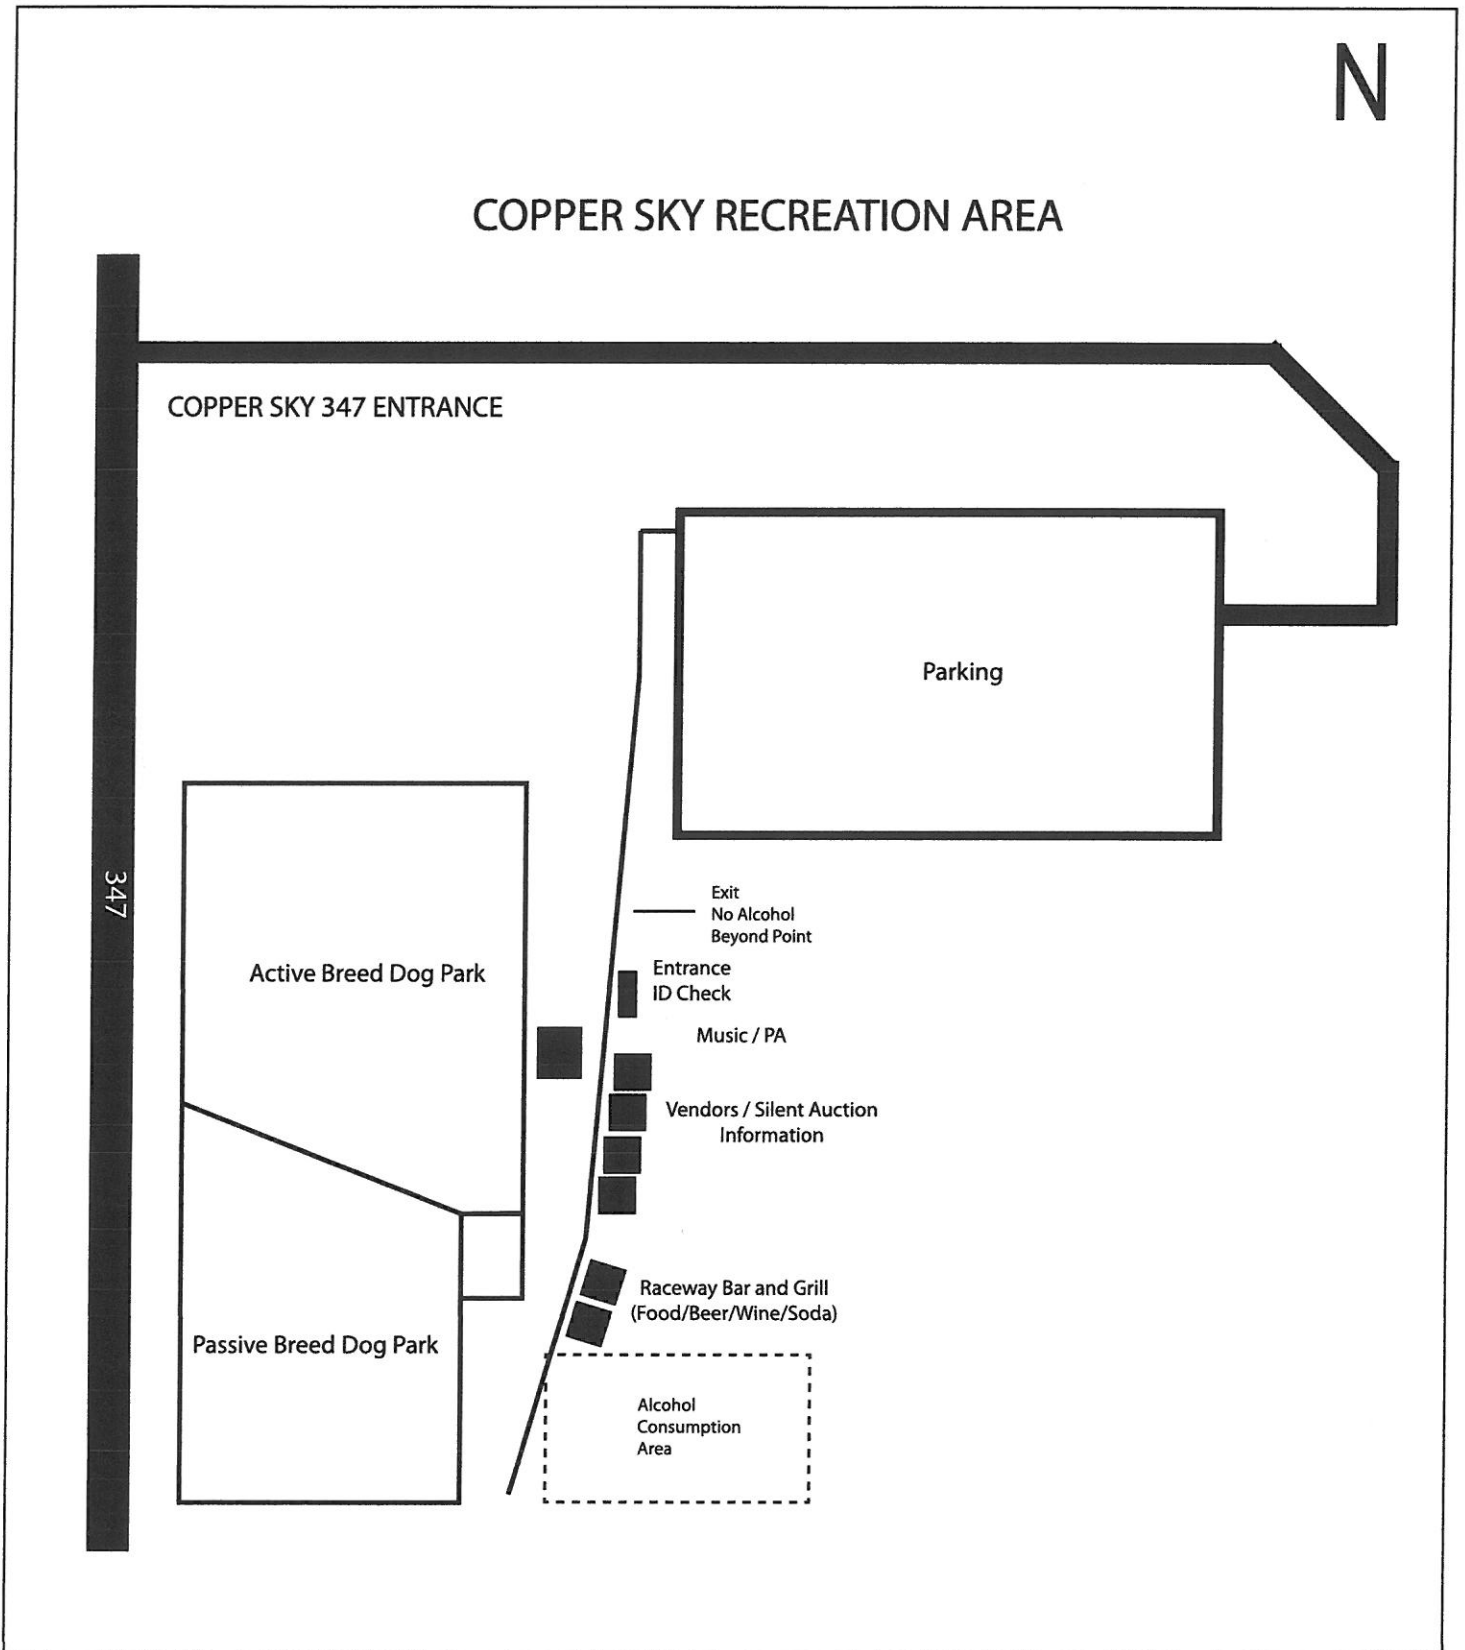 N
COPPER SKY RECREATION AREA
COPPER SKY 347 ENTRANCE
Parking
347
Exit
No Alcohol
Beyond Point
Entrance
ID Check
Active Breed Dog Park
Music / PA
Vendors / Silent Auction
Information
Raceway Bar and Grill
(Food/Beer/Wine/Soda)
Passive Breed Dog Park
Alcohol
Consumption
Area